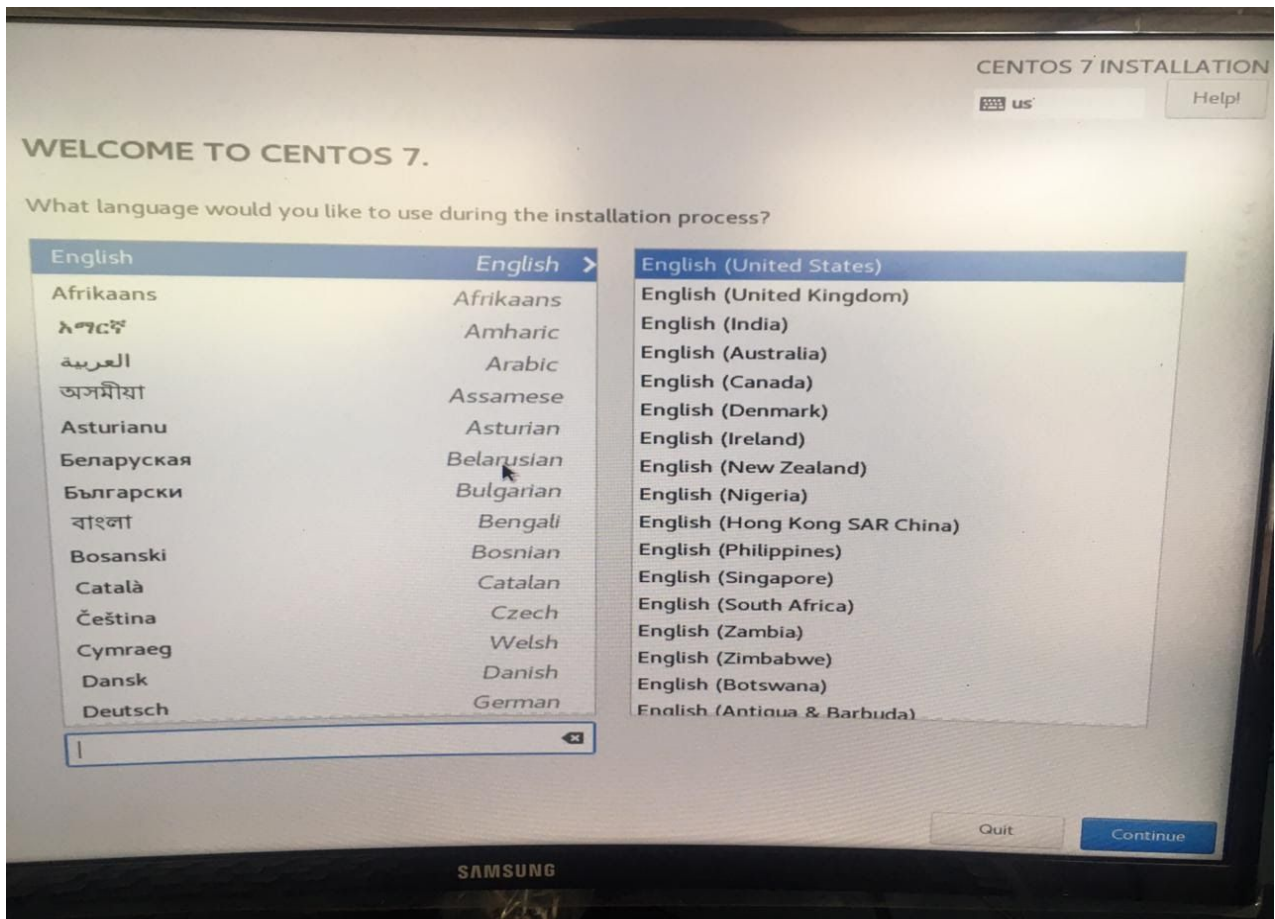 CENTOS 7 INSTALLATION
us
Help!
WELCOME TO CENTOS 7.
What language would you like to use during the installation process?
English English
Afrikaans Afrikaans
አማርኛ Amharic
العربية Arabic
অসমীয়া Assamese
Asturianu Asturian
Беларуская Belarusian
Български Bulgarian
বাংলা Bengali
Bosanski Bosnian
Català Catalan
Čeština Czech
Cymraeg Welsh
Dansk Danish
Deutsch German
English (United States)
English (United Kingdom)
English (India)
English (Australia)
English (Canada)
English (Denmark)
English (Ireland)
English (New Zealand)
English (Nigeria)
English (Hong Kong SAR China)
English (Philippines)
English (Singapore)
English (South Africa)
English (Zambia)
English (Zimbabwe)
English (Botswana)
English (Antigua & Barbuda)
Quit
Continue
SAMSUNG